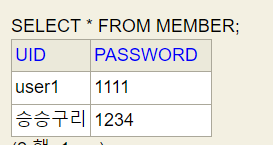 SELECT * FROM MEMBER;
UID PASSWORD
user1 1111
승승구리 1234